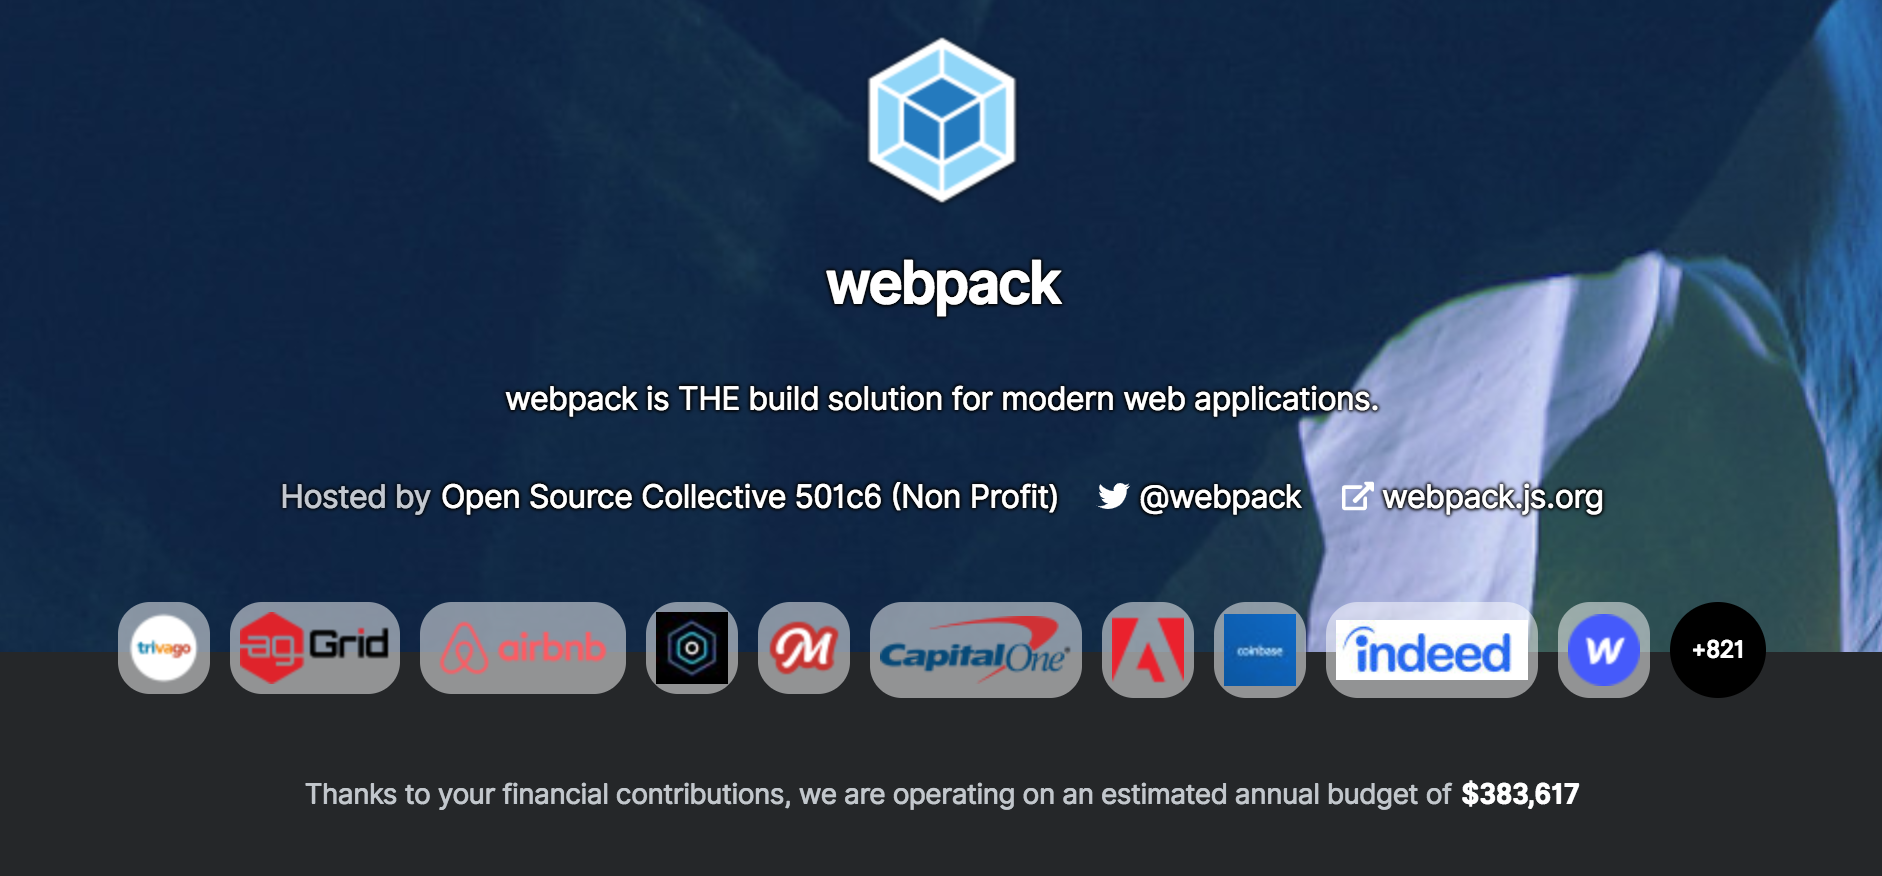 webpack
webpack is THE build solution for modern web applications.
Hosted by Open Source Collective 501c6 (Non Profit) @webpack webpack.js.org
trivago ag Grid airbnb M Capital One coinbase indeed W +821
Thanks to your financial contributions, we are operating on an estimated annual budget of $383,617